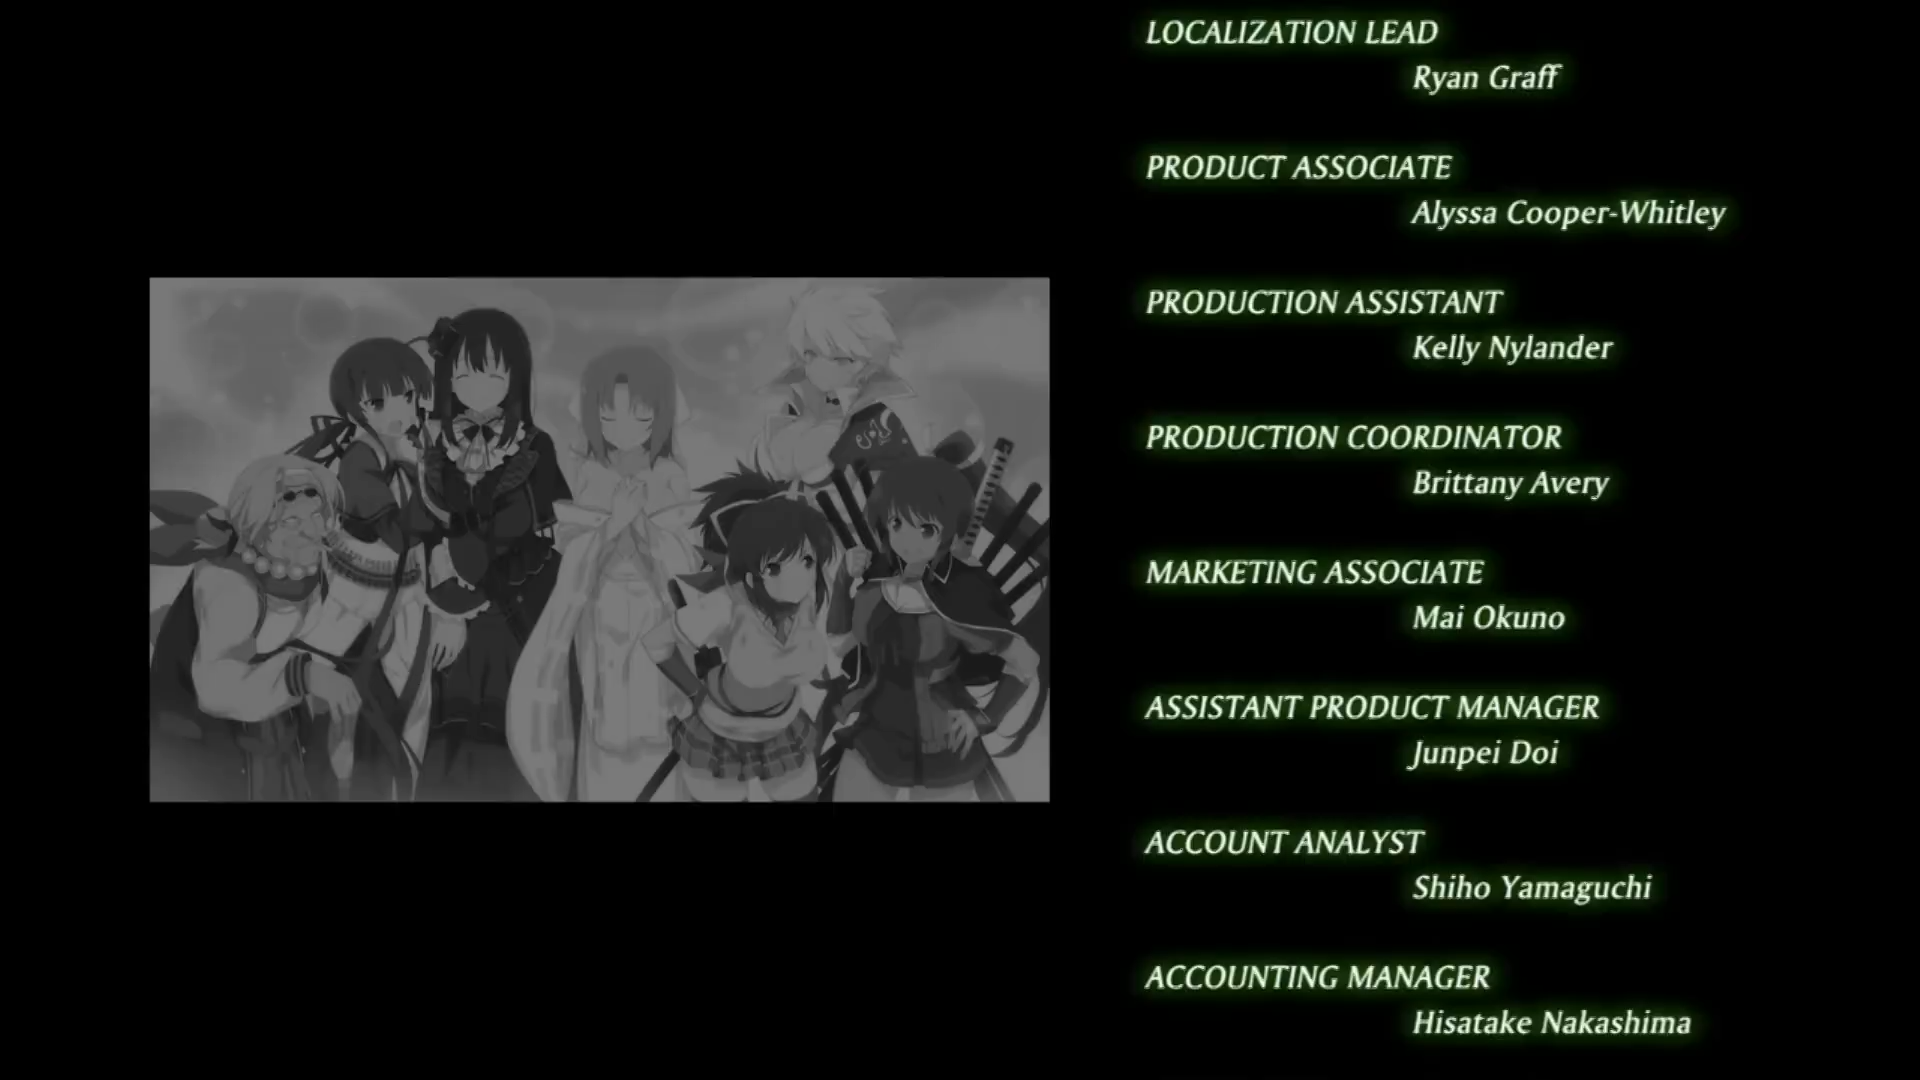 LOCALIZATION LEAD
Ryan Graff
PRODUCT ASSOCIATE
Alyssa Cooper-Whitley
PRODUCTION ASSISTANT
Kelly Nylander
PRODUCTION COORDINATOR
Brittany Avery
MARKETING ASSOCIATE
Mai Okuno
ASSISTANT PRODUCT MANAGER
Junpei Doi
ACCOUNT ANALYST
Shiho Yamaguchi
ACCOUNTING MANAGER
Hisatake Nakashima